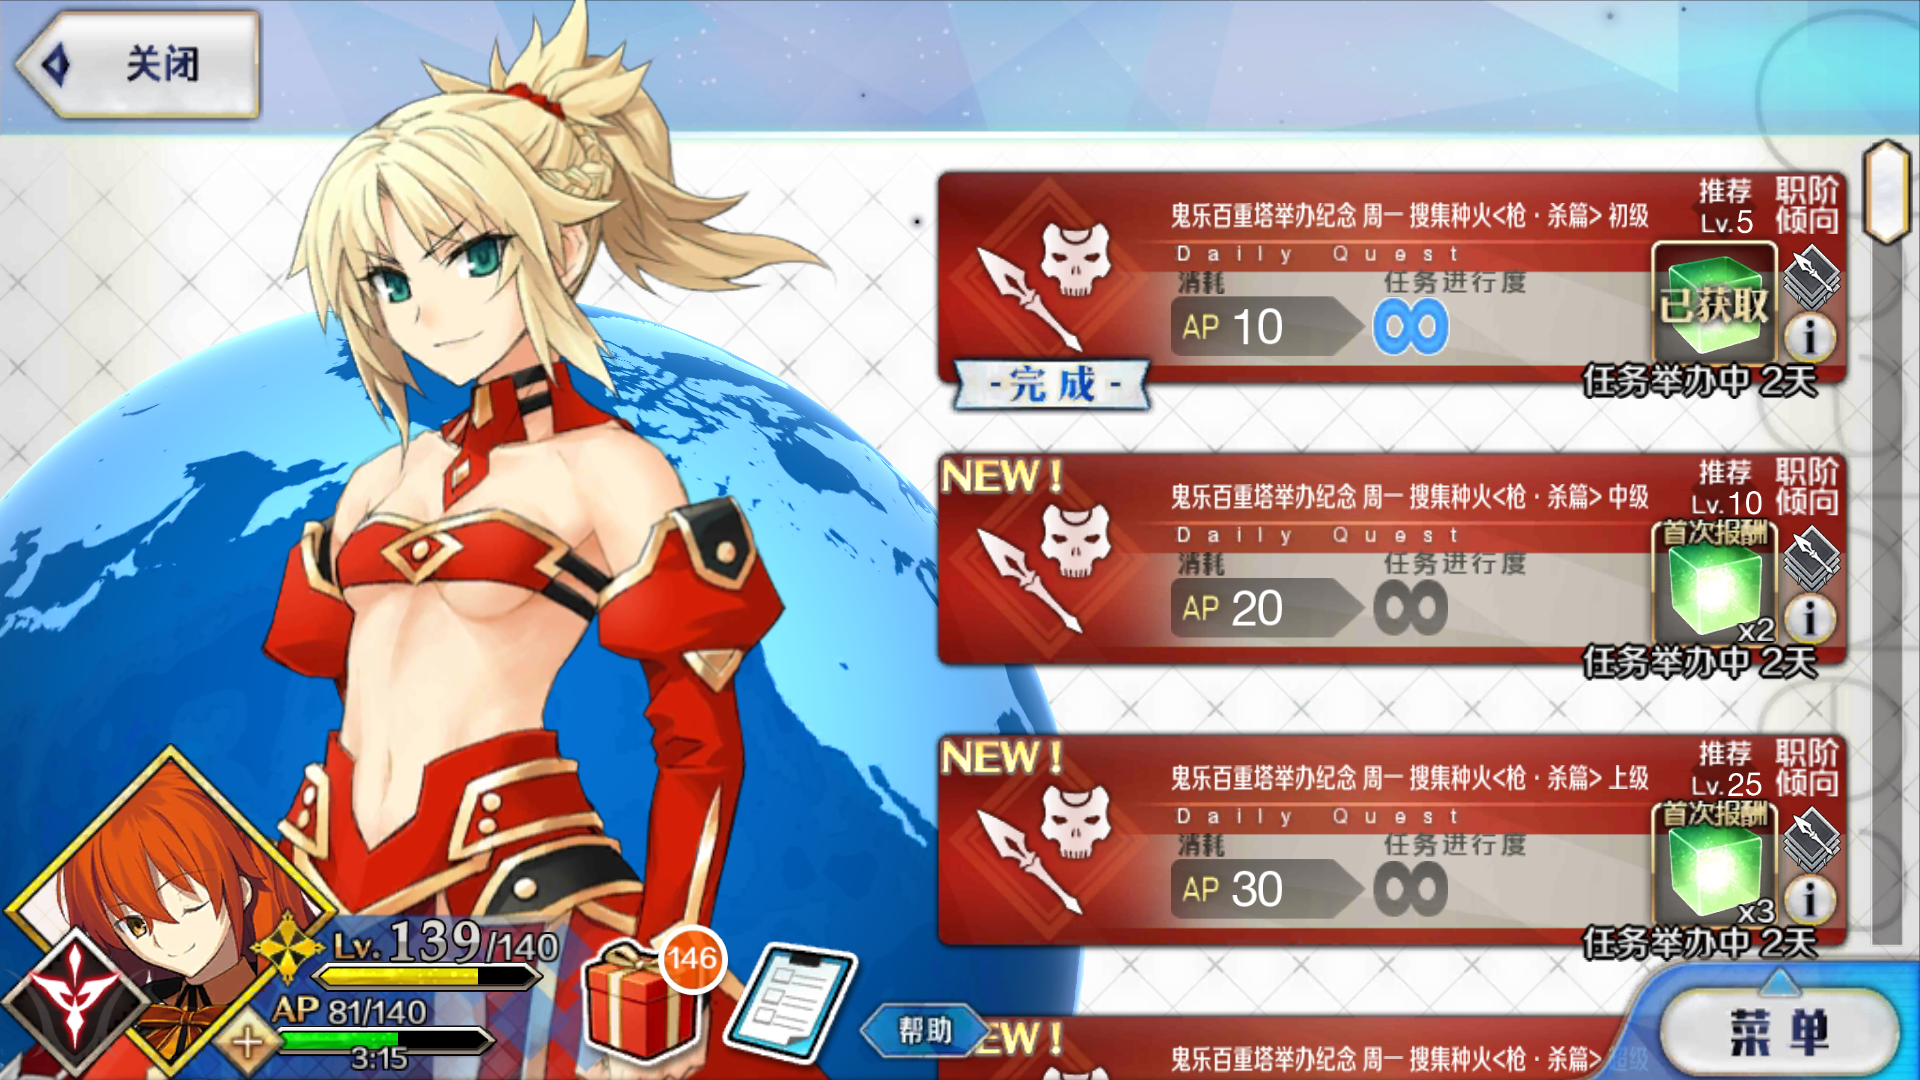 关闭
鬼乐百重塔举办纪念 周一 搜集种火<枪·杀篇> 初级
推荐
Lv.5
职阶
倾向
Daily Quest
消耗
任务进行度
AP 10
∞
已获取
i
-完成-
任务举办中 2天
NEW!
鬼乐百重塔举办纪念 周一 搜集种火<枪·杀篇> 中级
推荐
Lv.10
职阶
倾向
Daily Quest
首次报酬
消耗
任务进行度
AP 20
∞
x2
i
任务举办中 2天
NEW!
鬼乐百重塔举办纪念 周一 搜集种火<枪·杀篇> 上级
推荐
Lv.25
职阶
倾向
Daily Quest
首次报酬
消耗
任务进行度
AP 30
∞
x3
i
任务举办中 2天
EW!
鬼乐百重塔举办纪念 周一 搜集种火<枪·杀篇> 超级
Lv.139/140
AP 81/140
3:15
146
帮助
菜单